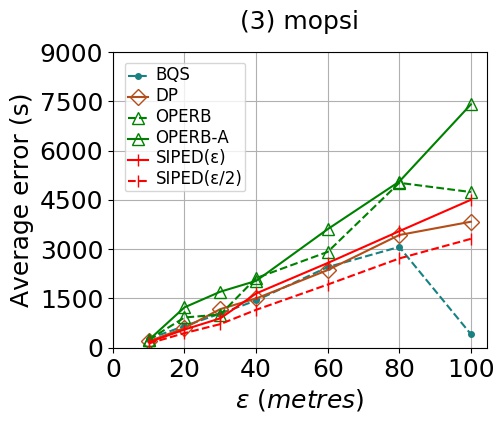 (3) mopsi
Average error (s)
9000
7500
6000
4500
3000
1500
0
BQS
DP
OPERB
OPERB-A
SIPED(ε)
SIPED(ε/2)
0 20 40 60 80 100
ε (metres)